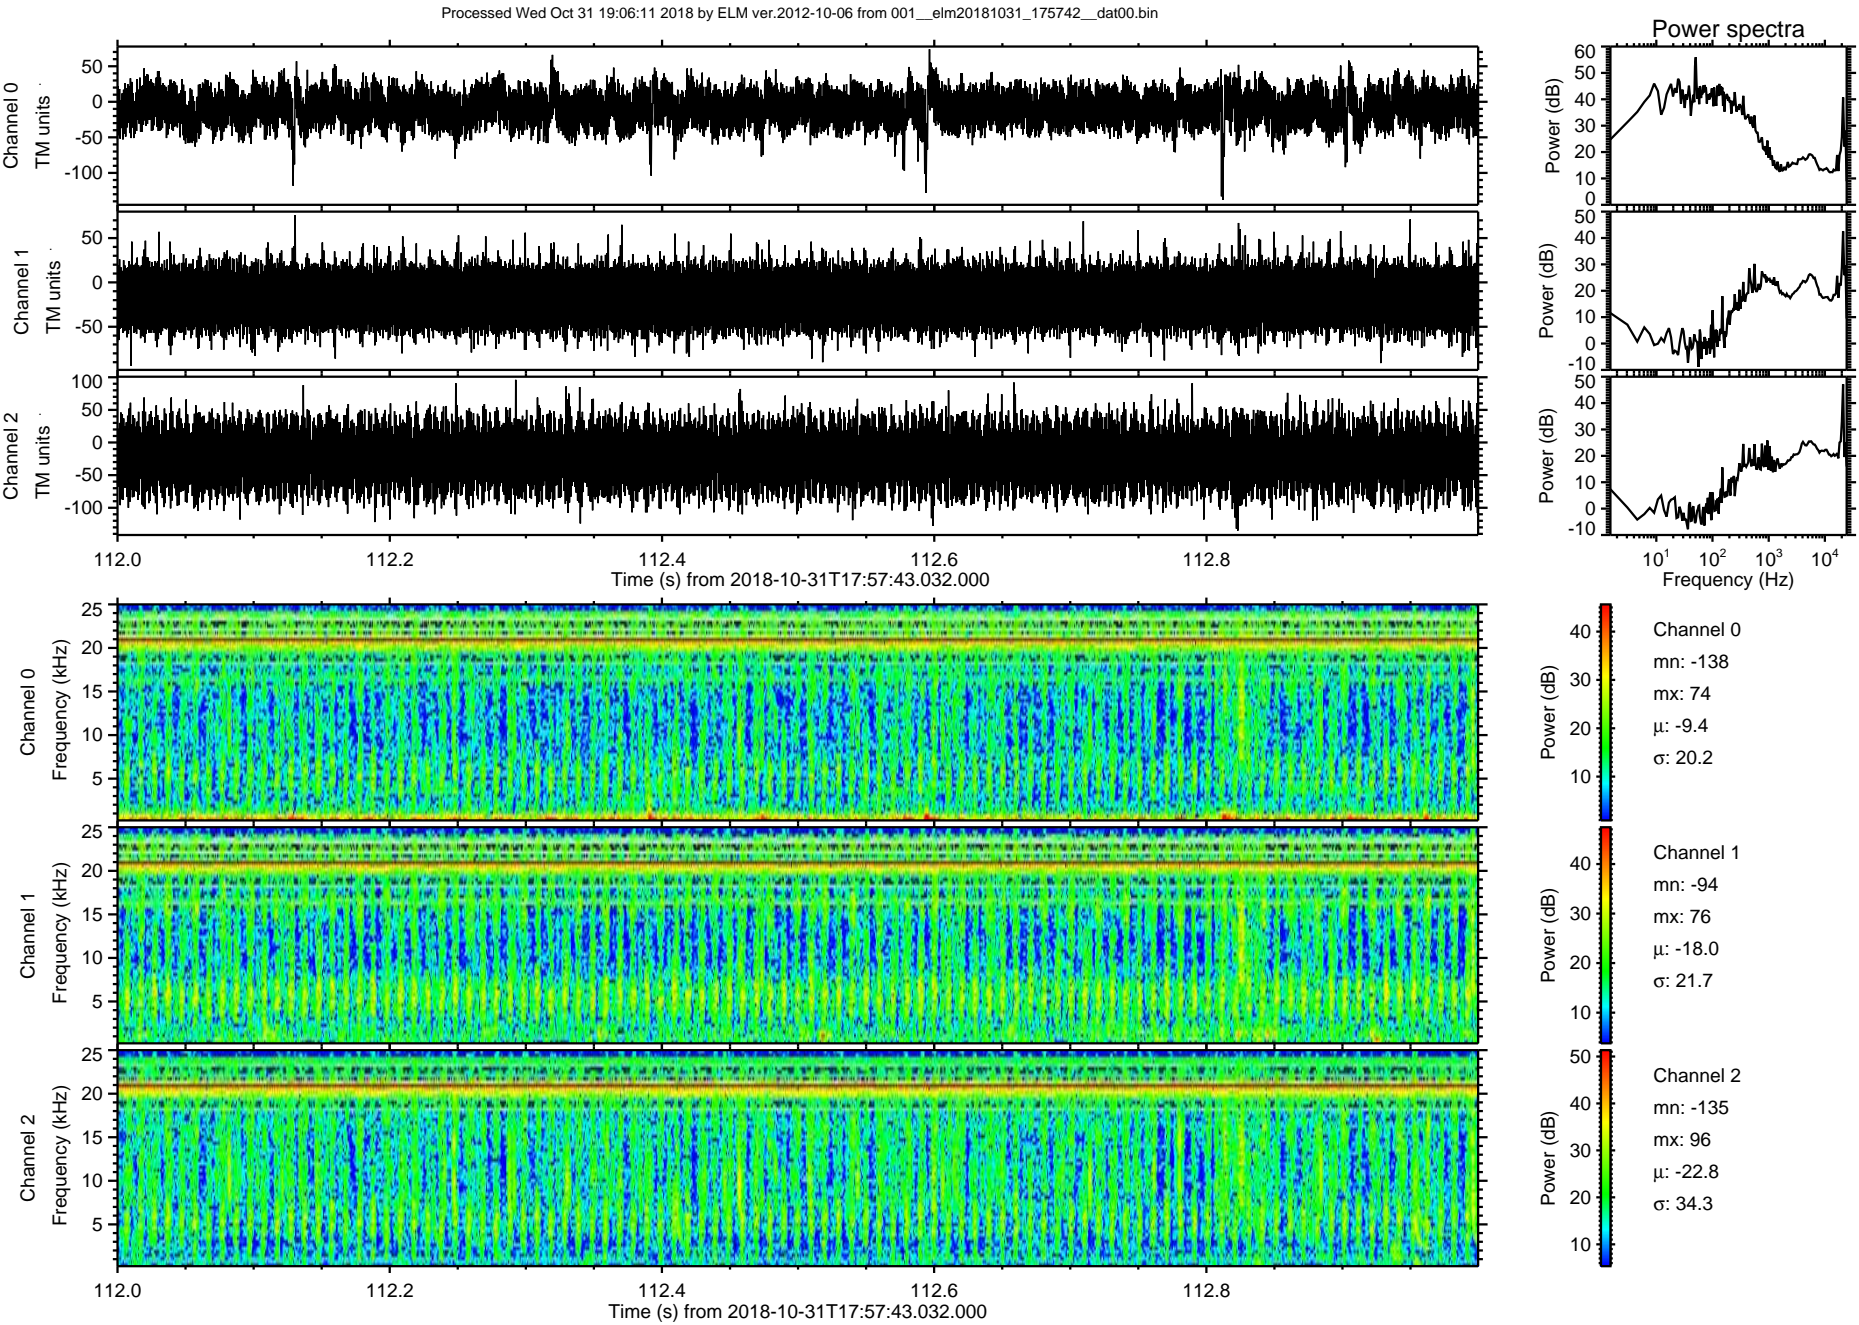 Processed Wed Oct 31 19:06:11 2018 by ELM ver.2012-10-06 from 001__elm20181031_175742__dat00.bin
Power spectra
Channel 0
TM units
50
0
-50
-100
Power (dB)
60
50
40
30
20
10
0
Channel 1
TM units
50
0
-50
Power (dB)
50
40
30
20
10
0
-10
Channel 2
TM units
100
50
0
-50
-100
Power (dB)
50
40
30
20
10
0
-10
112.0 112.2 112.4 112.6 112.8
Time (s) from 2018-10-31T17:57:43.032.000
10¹ 10² 10³ 10⁴
Frequency (Hz)
Channel 0
Frequency (kHz)
25
20
15
10
5
Power (dB)
40
30
20
10
Channel 0
mn: -138
mx: 74
μ: -9.4
σ: 20.2
Channel 1
Frequency (kHz)
25
20
15
10
5
Power (dB)
40
30
20
10
Channel 1
mn: -94
mx: 76
μ: -18.0
σ: 21.7
Channel 2
Frequency (kHz)
25
20
15
10
5
Power (dB)
50
40
30
20
10
Channel 2
mn: -135
mx: 96
μ: -22.8
σ: 34.3
112.0 112.2 112.4 112.6 112.8
Time (s) from 2018-10-31T17:57:43.032.000